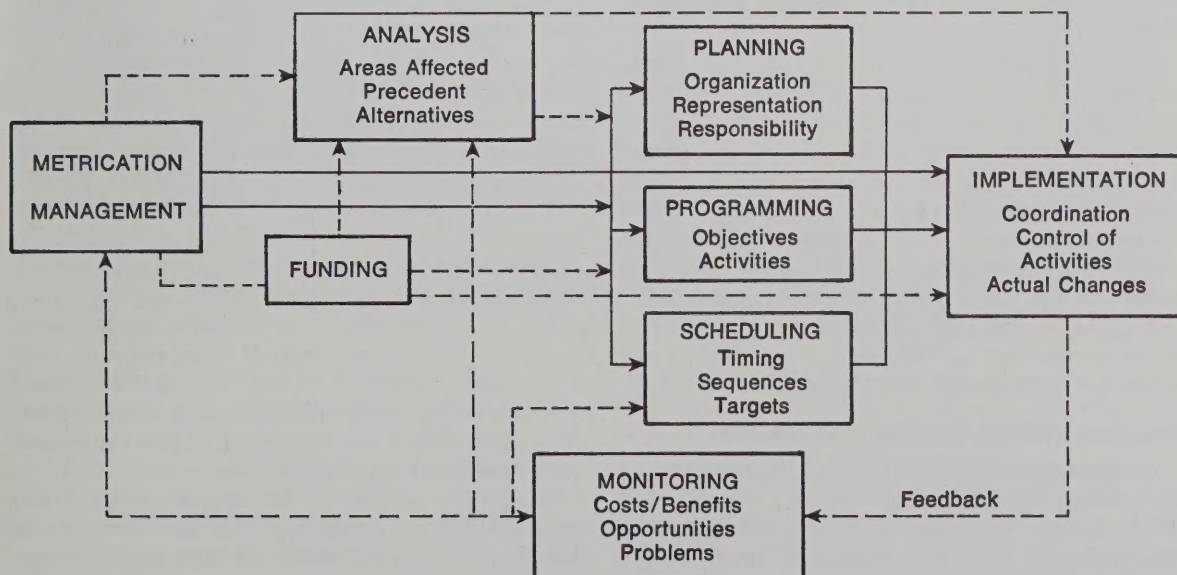 ANALYSIS
Areas Affected
Precedent
Alternatives
PLANNING
Organization
Representation
Responsibility
METRICATION
MANAGEMENT
IMPLEMENTATION
Coordination
Control of
Activities
Actual Changes
PROGRAMMING
Objectives
Activities
FUNDING
SCHEDULING
Timing
Sequences
Targets
MONITORING
Costs/Benefits
Opportunities
Problems
Feedback